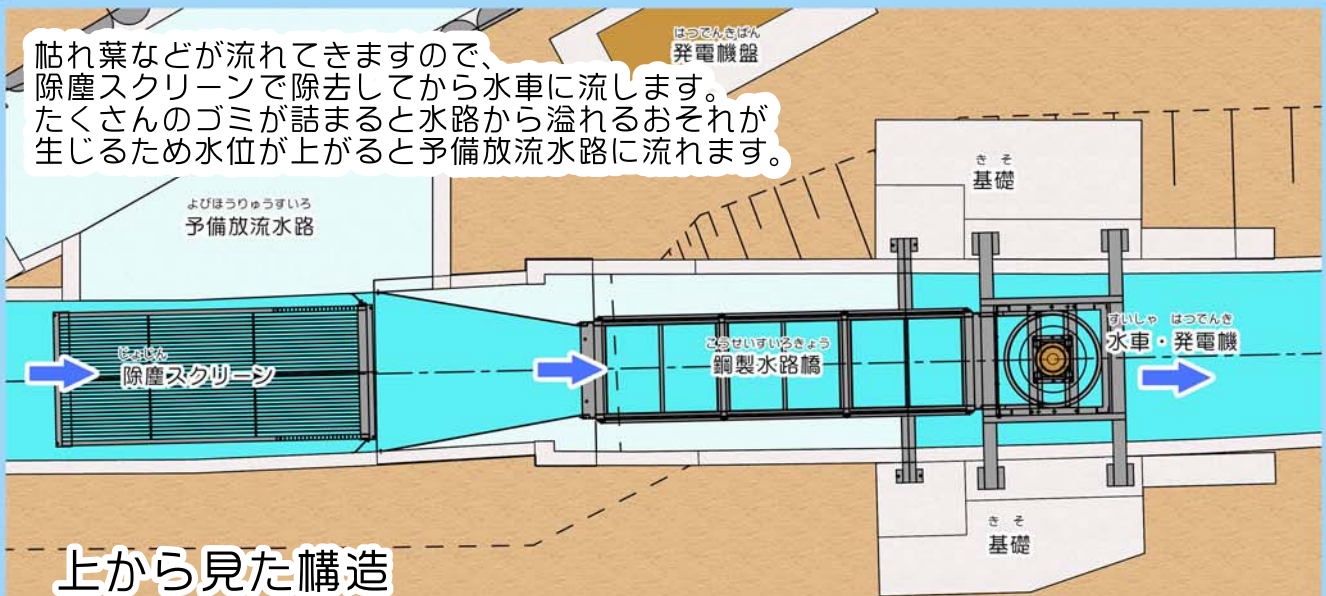 枯れ葉などが流れてきますので、
除塵スクリーンで除去してから水車に流します。
たくさんのゴミが詰まると水路から溢れるおそれが
生じるため水位が上がると予備放流水路に流れます。
はつでんきばん
発電機盤
きそ
基礎
よびほうりゅうすいろ
予備放流水路
じょじん
除塵スクリーン
こうせいすいろきょう
鋼製水路橋
すいしゃ はつでんき
水車・発電機
きそ
基礎
上から見た構造